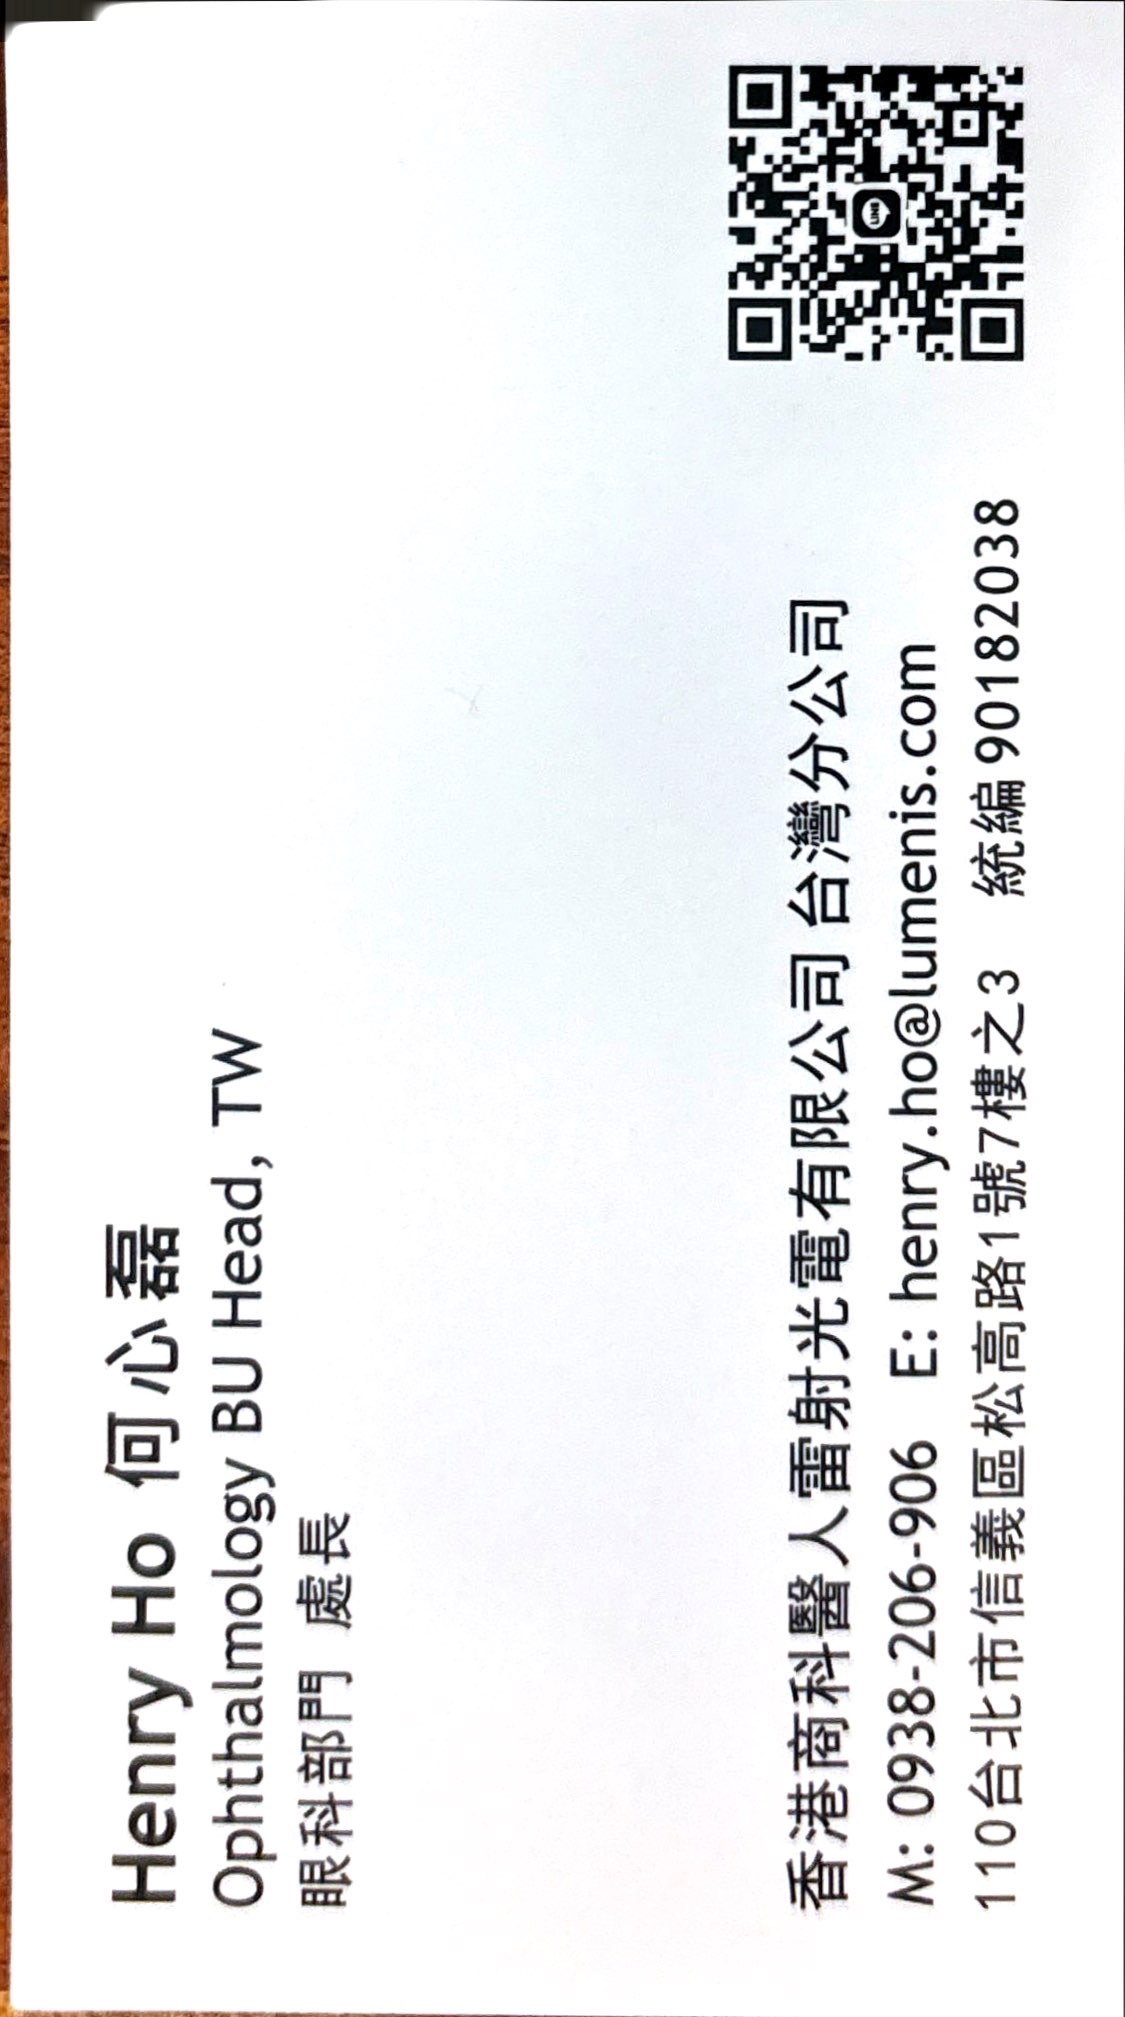 Henry Ho 何心磊
Ophthalmology BU Head, TW
眼科部門 處長
香港商科醫人雷射光電有限公司 台灣分公司
M: 0938-206-906 E: henry.ho@lumenis.com
110台北市信義區松高路1號7樓之3 統編 90182038
LINE